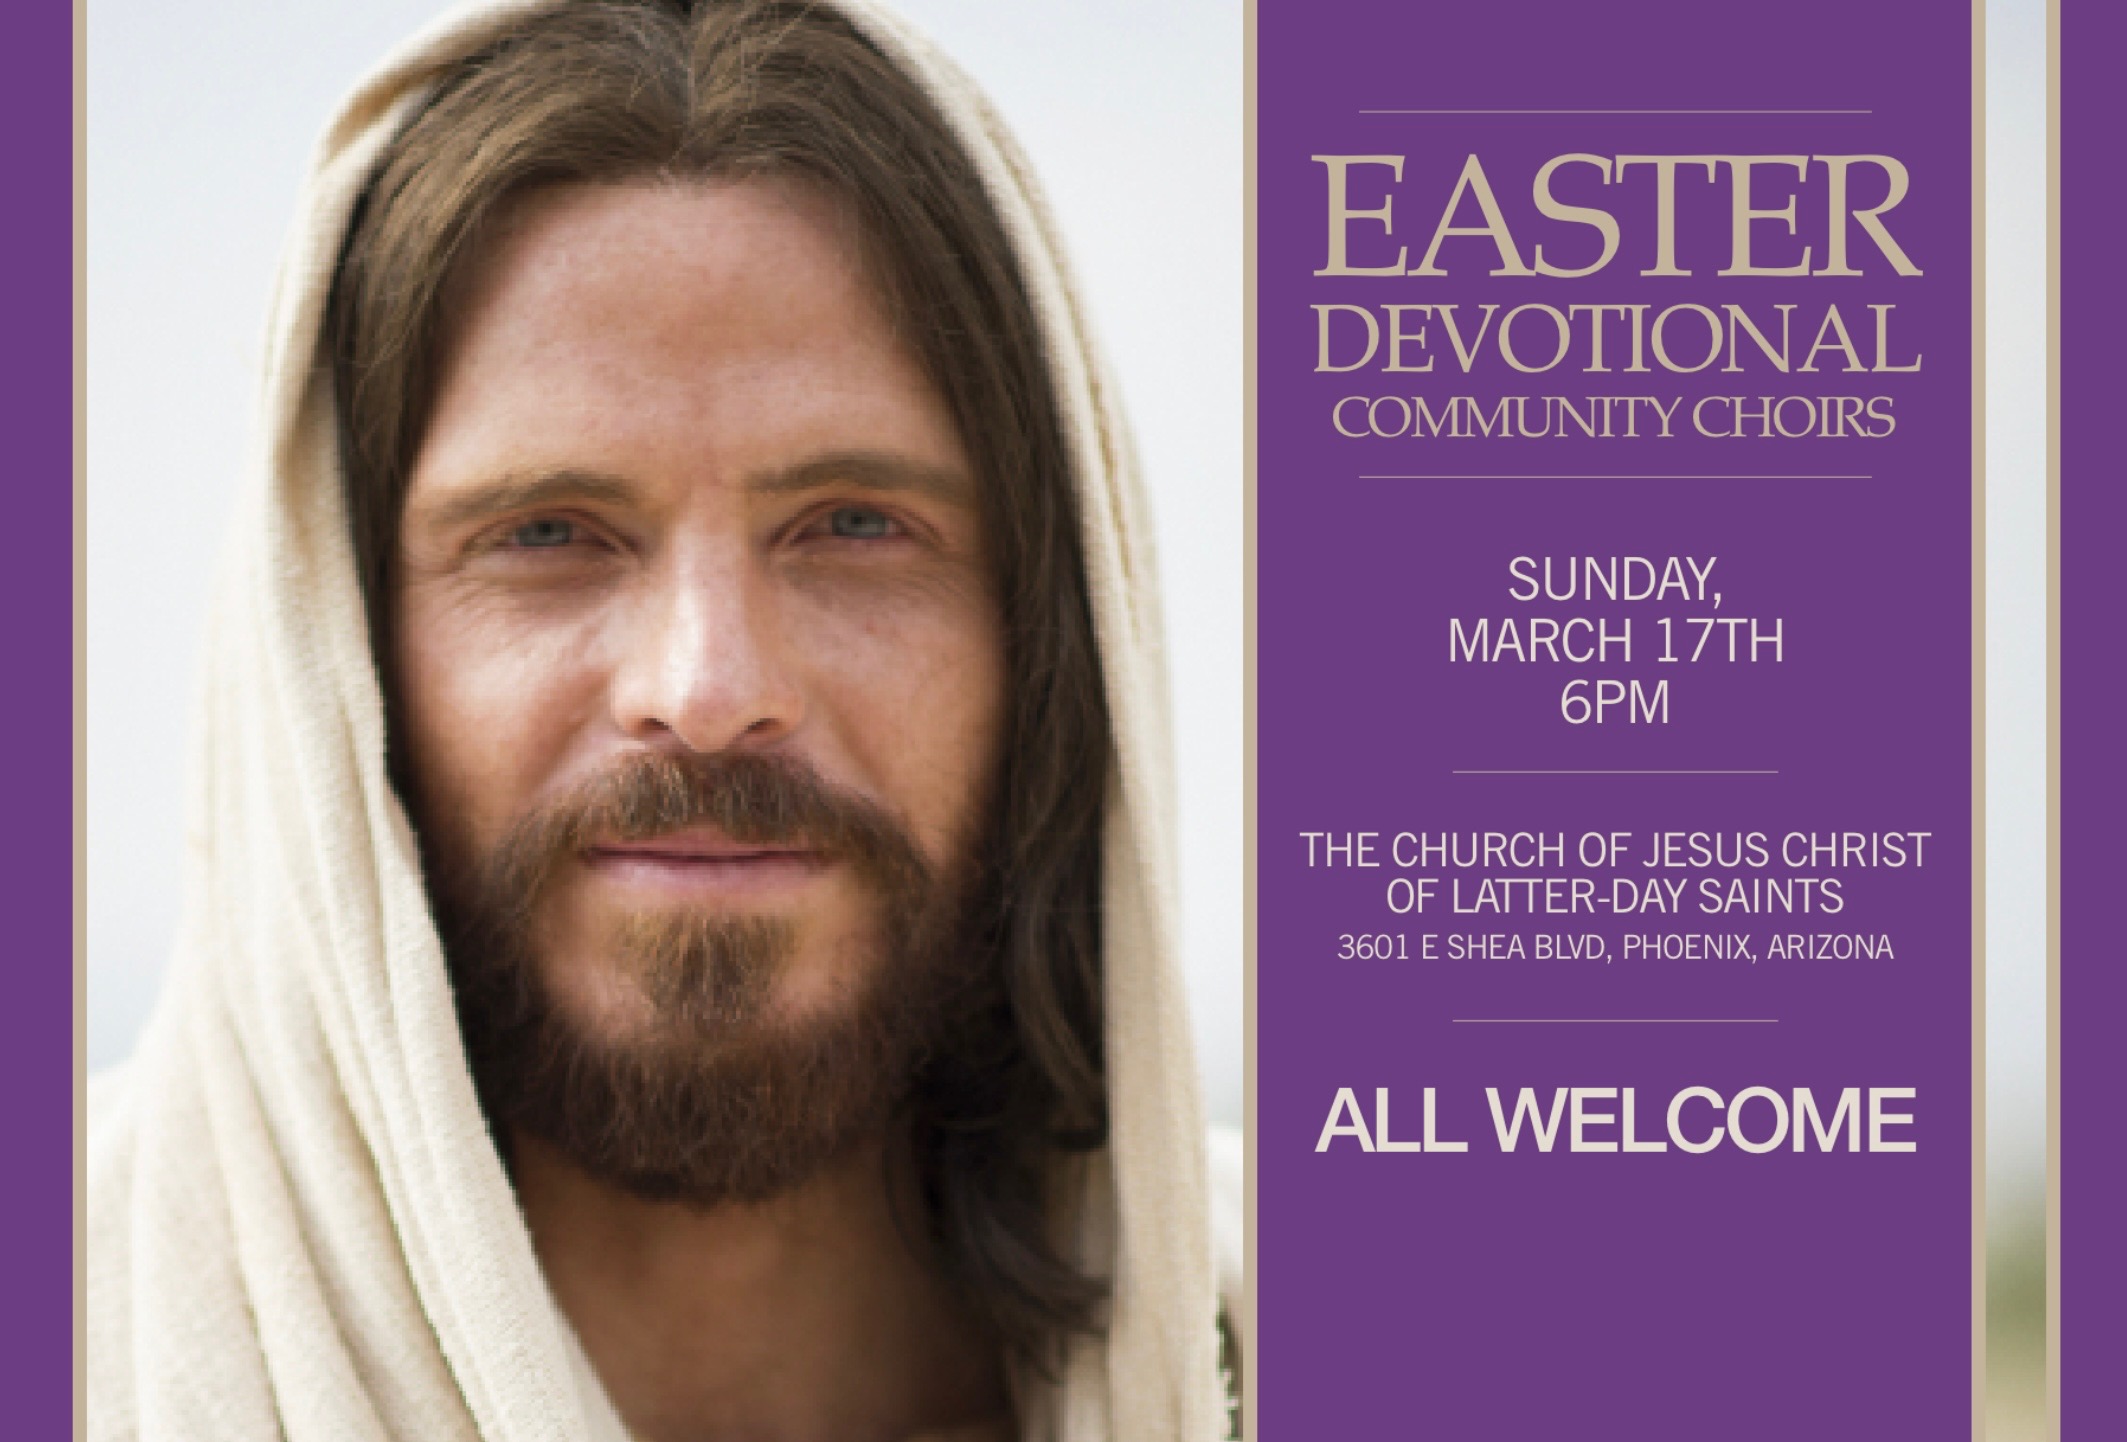 EASTER
DEVOTIONAL
COMMUNITY CHOIRS
SUNDAY,
MARCH 17TH
6PM
THE CHURCH OF JESUS CHRIST
OF LATTER-DAY SAINTS
3601 E SHEA BLVD, PHOENIX, ARIZONA
ALL WELCOME